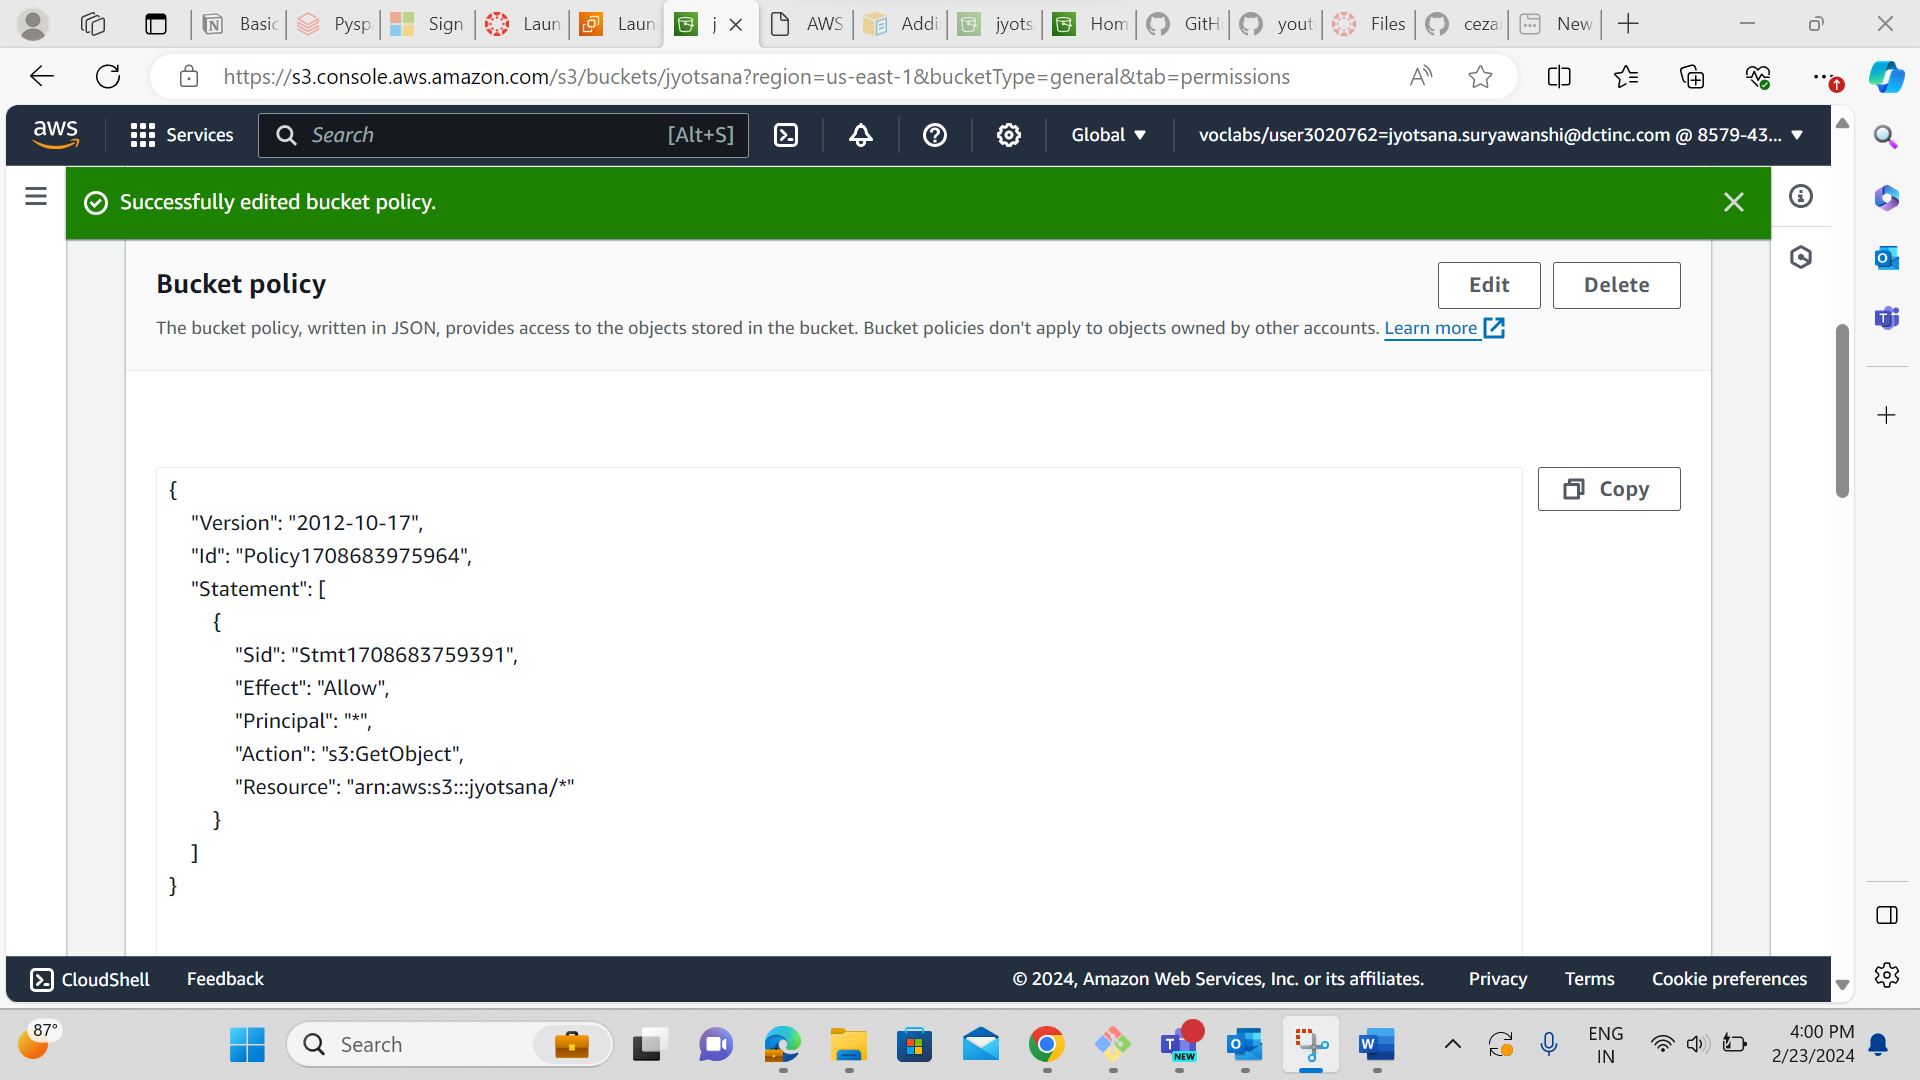 Basic
Pysp
Sign
Laun
Laun
j
AWS
Addi
jyots
Hom
GitH
yout
Files
ceza
New
https://s3.console.aws.amazon.com/s3/buckets/jyotsana?region=us-east-1&bucketType=general&tab=permissions
aws
Services
Search
[Alt+S]
Global
voclabs/user3020762=jyotsana.suryawanshi@dctinc.com @ 8579-43...
Successfully edited bucket policy.
Bucket policy
Edit
Delete
The bucket policy, written in JSON, provides access to the objects stored in the bucket. Bucket policies don't apply to objects owned by other accounts. Learn more
Copy
{
"Version": "2012-10-17",
"Id": "Policy1708683975964",
"Statement": [
{
"Sid": "Stmt1708683759391",
"Effect": "Allow",
"Principal": "*",
"Action": "s3:GetObject",
"Resource": "arn:aws:s3:::jyotsana/*"
}
]
}
CloudShell
Feedback
© 2024, Amazon Web Services, Inc. or its affiliates.
Privacy
Terms
Cookie preferences
87°
Search
NEW
ENG
IN
4:00 PM
2/23/2024